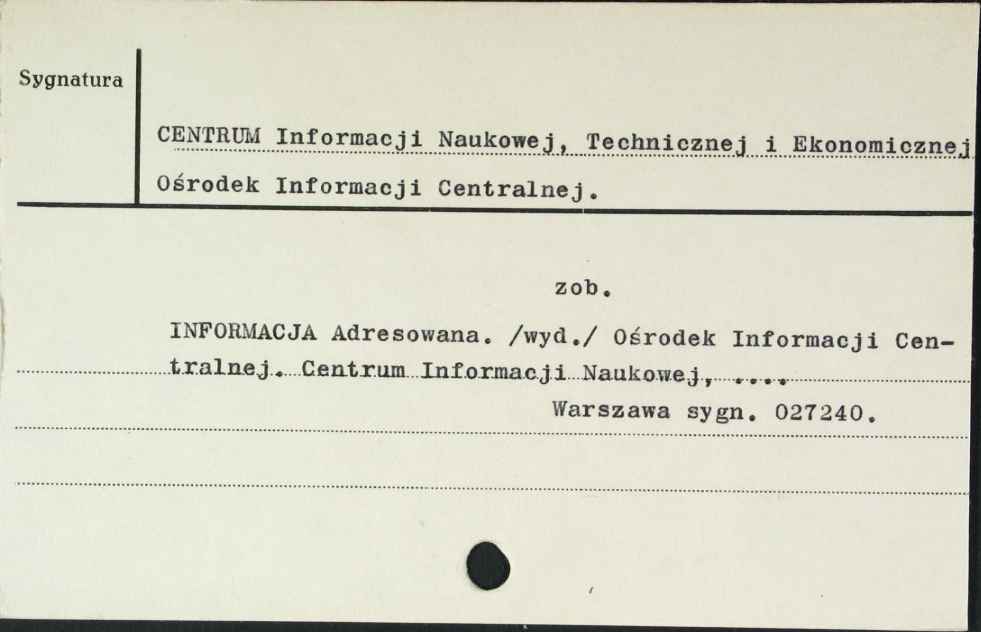 Sygnatura
CENTRUM Informacji Naukowej, Technicznej i Ekonomicznej
Ośrodek Informacji Centralnej.
zob.
INFORMACJA Adresowana. /wyd./ Ośrodek Informacji Cen-
tralnej. Centrum Informacji Naukowej, ....
Warszawa sygn. 027240.